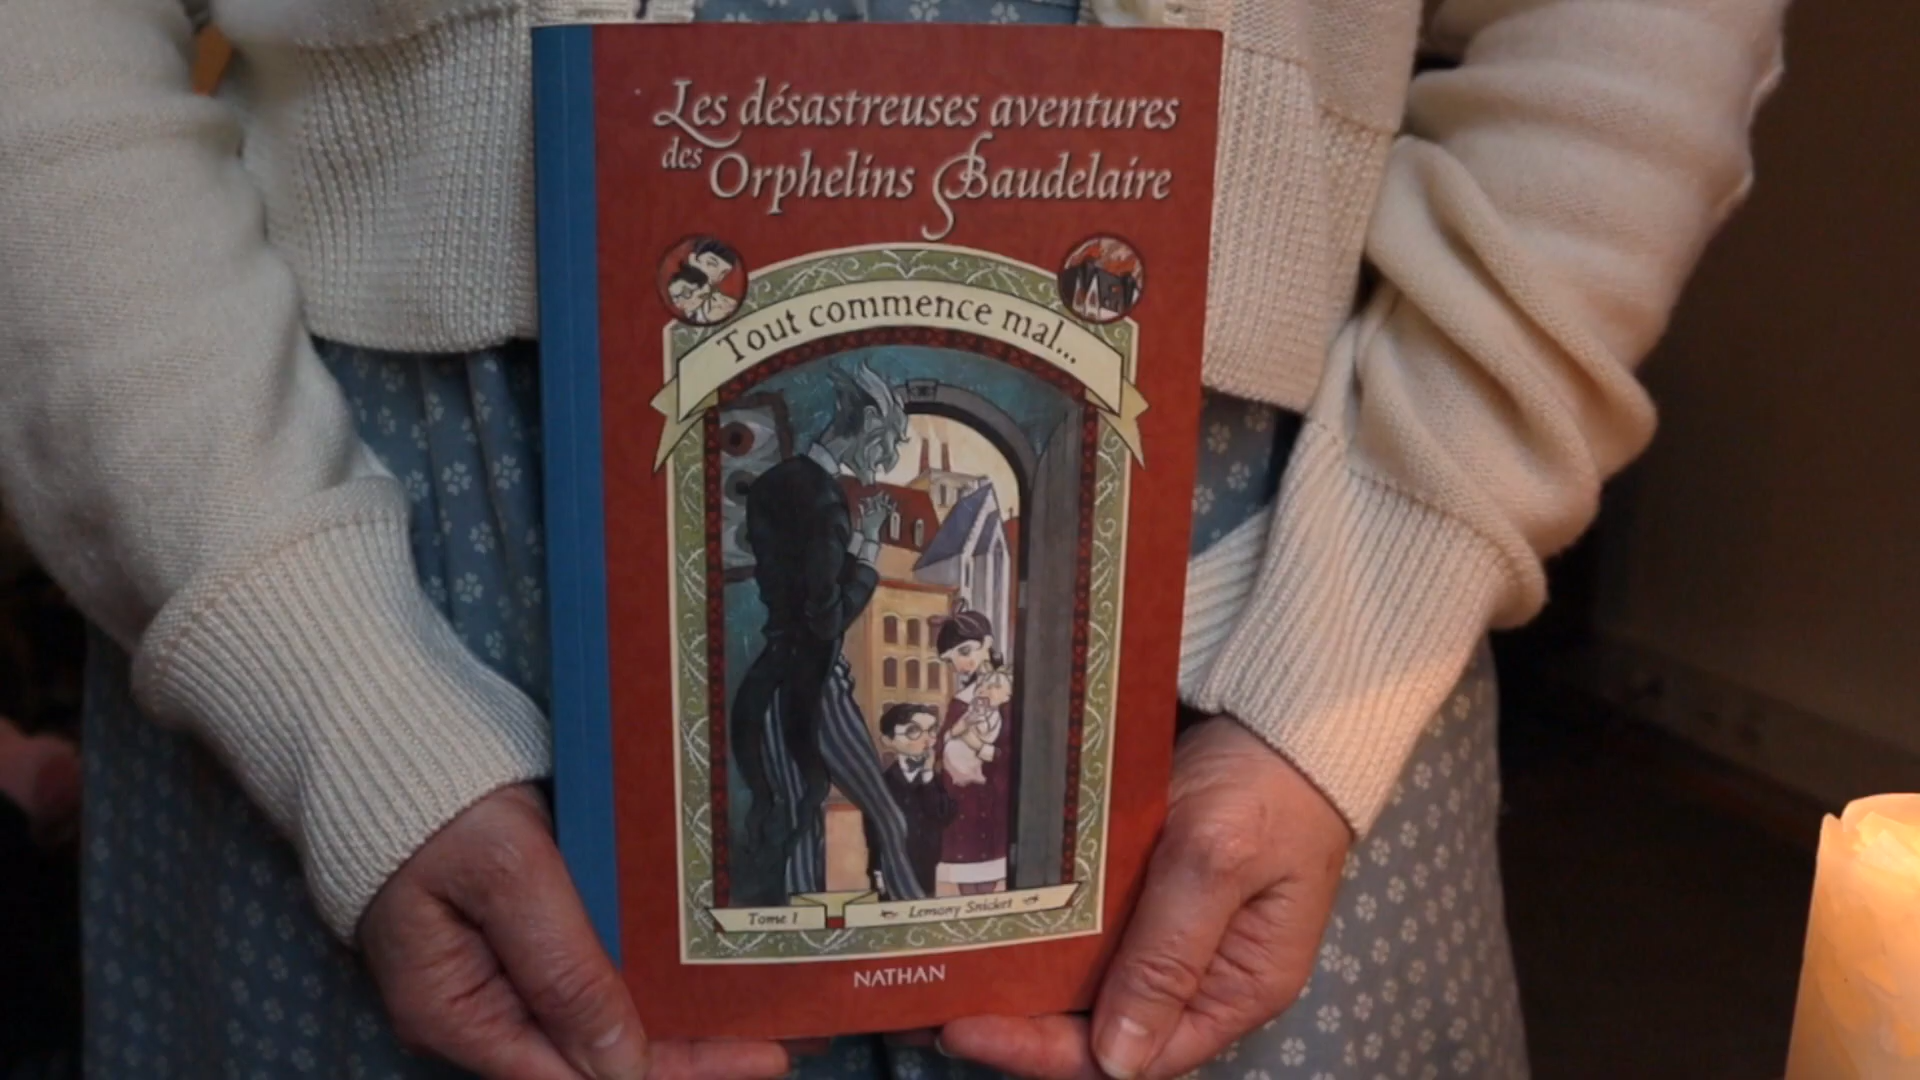 Les désastreuses aventures
des Orphelins Baudelaire
Tout commence mal...
Tome 1
Lemony Snicket
NATHAN